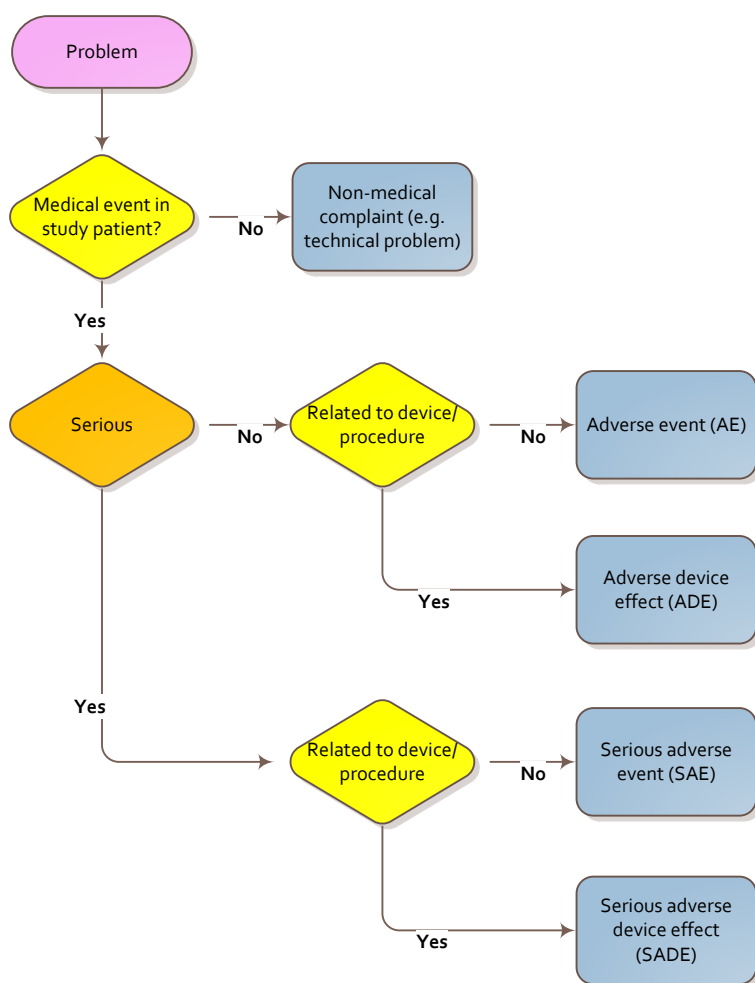 Problem
Medical event in
study patient?
No
Non-medical
complaint (e.g.
technical problem)
Yes
Serious
No
Related to device/
procedure
No
Adverse event (AE)
Yes
Adverse device
effect (ADE)
Yes
Related to device/
procedure
No
Serious adverse
event (SAE)
Yes
Serious adverse
device effect
(SADE)